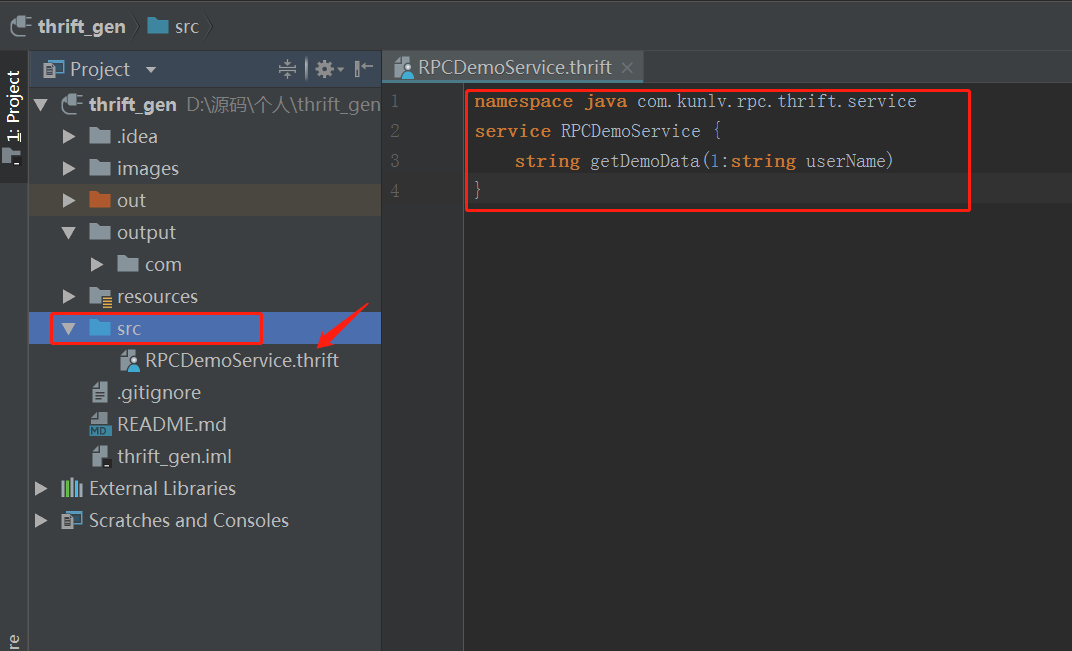 thrift_gen src
1: Project
Project
RPCDemoService.thrift
thrift_gen D:\源码\个人\thrift_gen
.idea
images
out
output
com
resources
src
RPCDemoService.thrift
.gitignore
MD README.md
thrift_gen.iml
External Libraries
Scratches and Consoles
re
1 namespace java com.kunlv.rpc.thrift.service
2 service RPCDemoService {
3 string getDemoData(1:string userName)
4 }